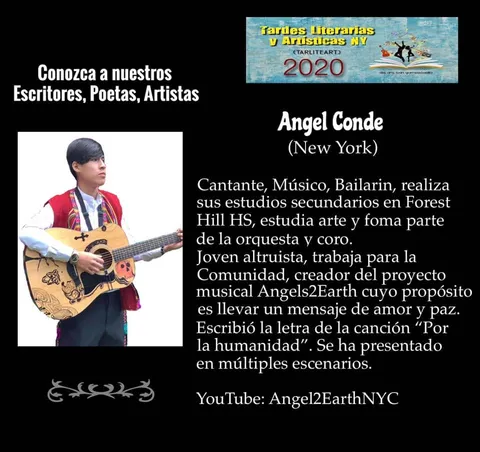 Tardes Literarias
y Artísticas NY
(TARLITEART)
2020
Conozca a nuestros
Escritores, Poetas, Artistas
Angel Conde
(New York)
Cantante, Músico, Bailarin, realiza
sus estudios secundarios en Forest
Hill HS, estudia arte y foma parte
de la orquesta y coro.
Joven altruista, trabaja para la
Comunidad, creador del proyecto
musical Angels2Earth cuyo propósito
es llevar un mensaje de amor y paz.
Escribió la letra de la canción “Por
la humanidad”. Se ha presentado
en múltiples escenarios.
YouTube: Angel2EarthNYC